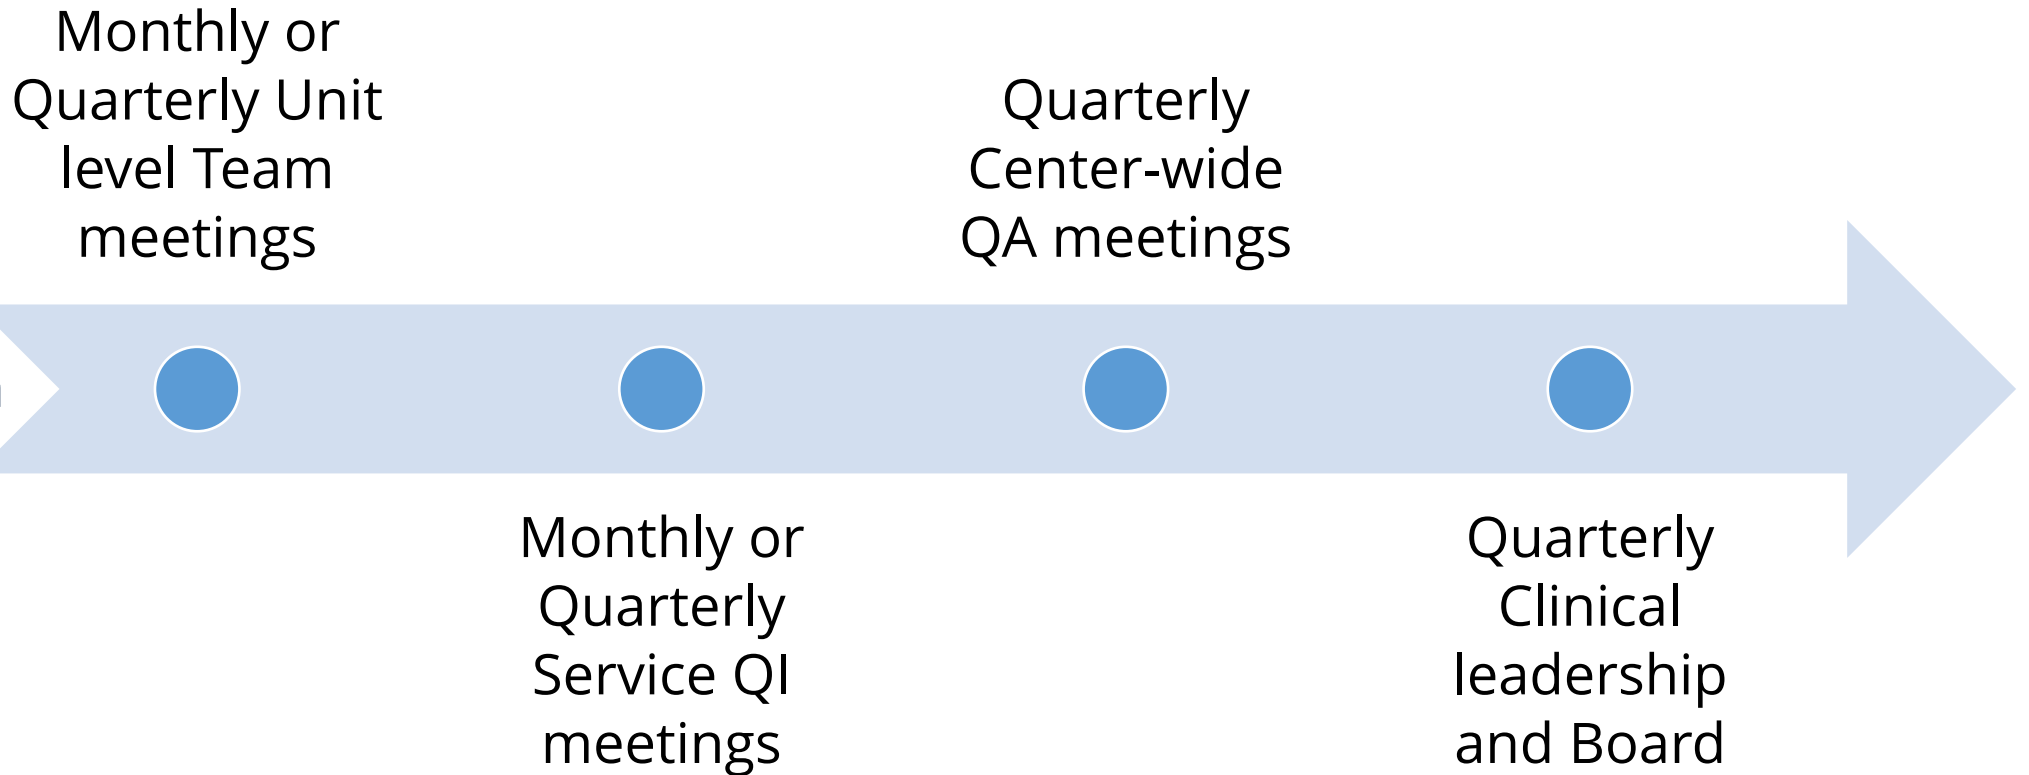 Monthly or
Quarterly Unit
level Team
meetings
Quarterly
Center-wide
QA meetings
Monthly or
Quarterly
Service QI
meetings
Quarterly
Clinical
leadership
and Board